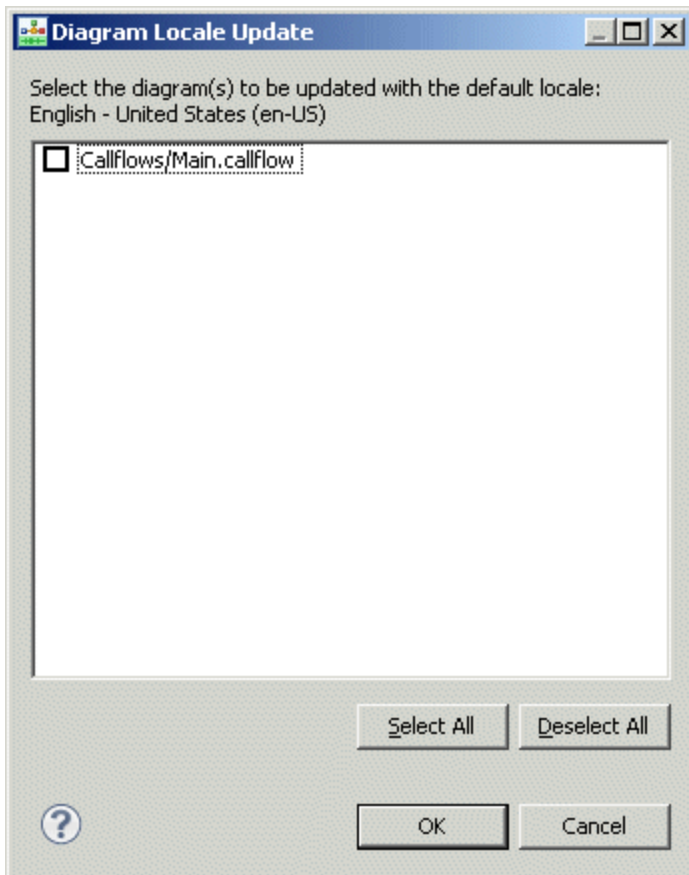 Diagram Locale Update
Select the diagram(s) to be updated with the default locale:
English - United States (en-US)
Callflows/Main.callflow
Select All Deselect All
? OK Cancel